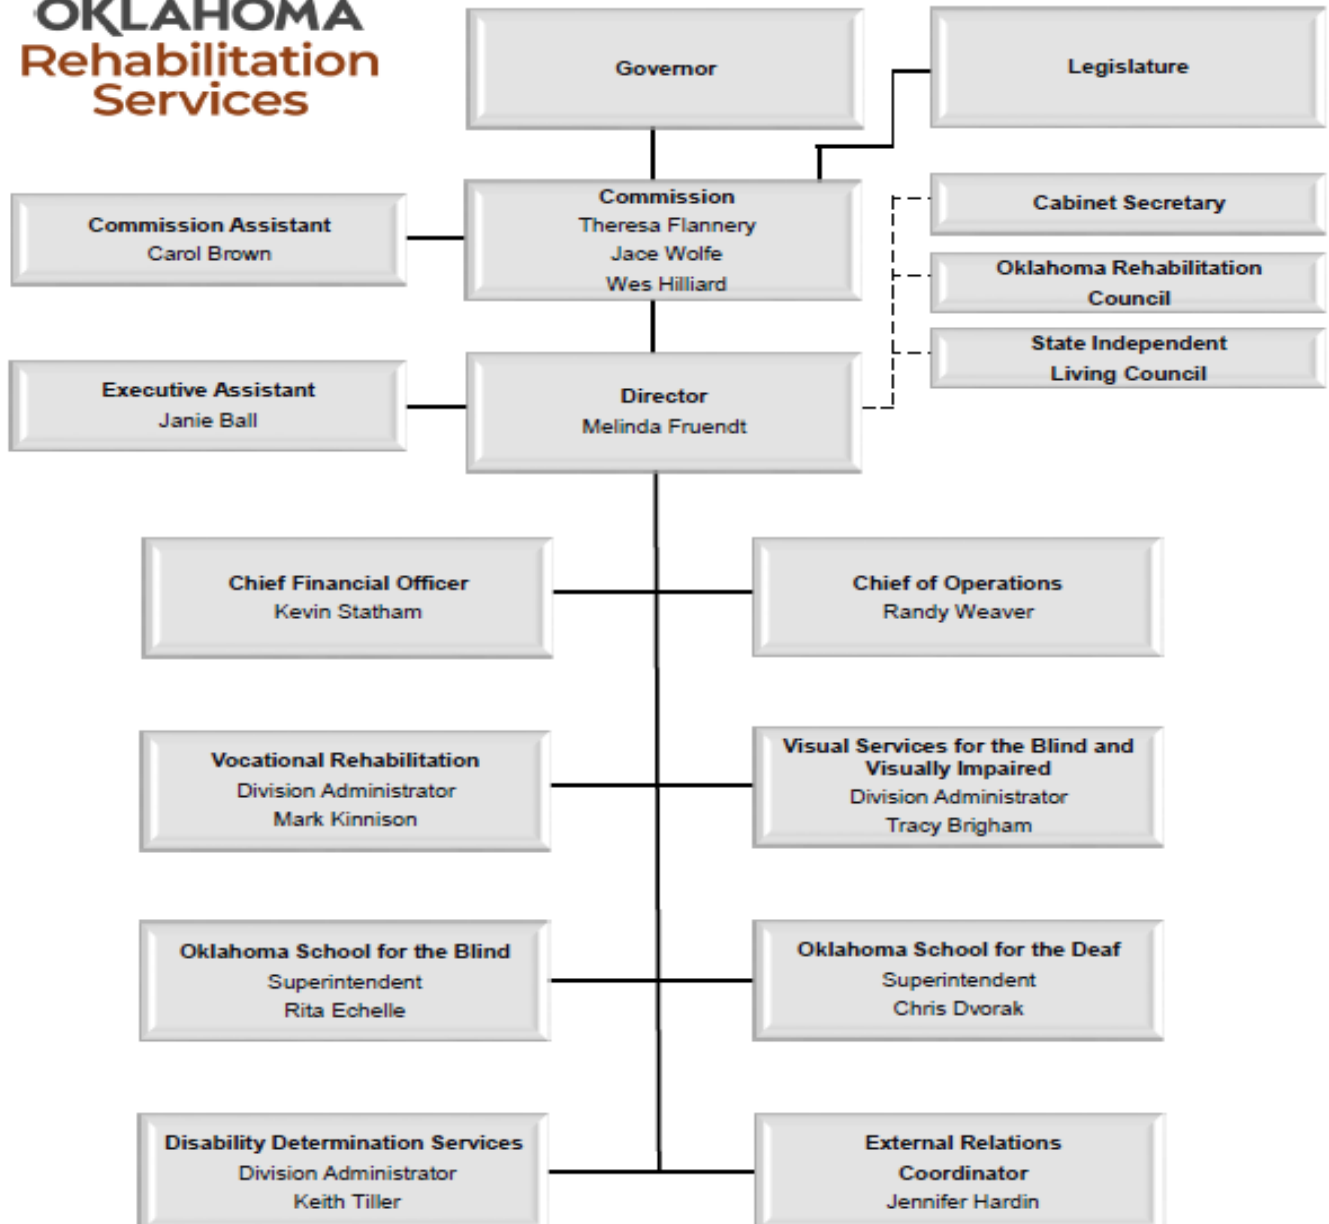 OKLAHOMA
Rehabilitation
Services
Governor
Legislature
Commission
Theresa Flannery
Jace Wolfe
Wes Hilliard
Commission Assistant
Carol Brown
Cabinet Secretary
Oklahoma Rehabilitation
Council
State Independent
Living Council
Executive Assistant
Janie Ball
Director
Melinda Fruendt
Chief Financial Officer
Kevin Statham
Chief of Operations
Randy Weaver
Vocational Rehabilitation
Division Administrator
Mark Kinnison
Visual Services for the Blind and
Visually Impaired
Division Administrator
Tracy Brigham
Oklahoma School for the Blind
Superintendent
Rita Echelle
Oklahoma School for the Deaf
Superintendent
Chris Dvorak
Disability Determination Services
Division Administrator
Keith Tiller
External Relations
Coordinator
Jennifer Hardin